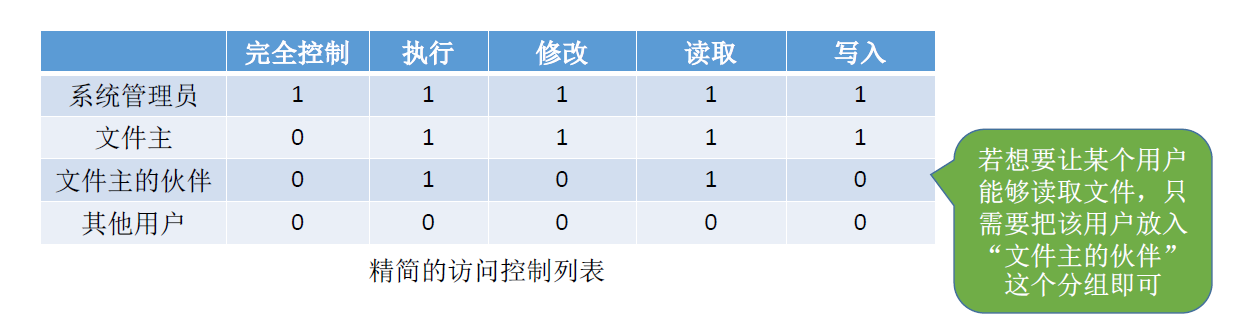 完全控制 执行 修改 读取 写入
系统管理员 1 1 1 1 1
文件主 0 1 1 1 1
文件主的伙伴 0 1 0 1 0
其他用户 0 0 0 0 0
精简的访问控制列表
若想要让某个用户
能够读取文件，只
需要把该用户放入
“文件主的伙伴”
这个分组即可